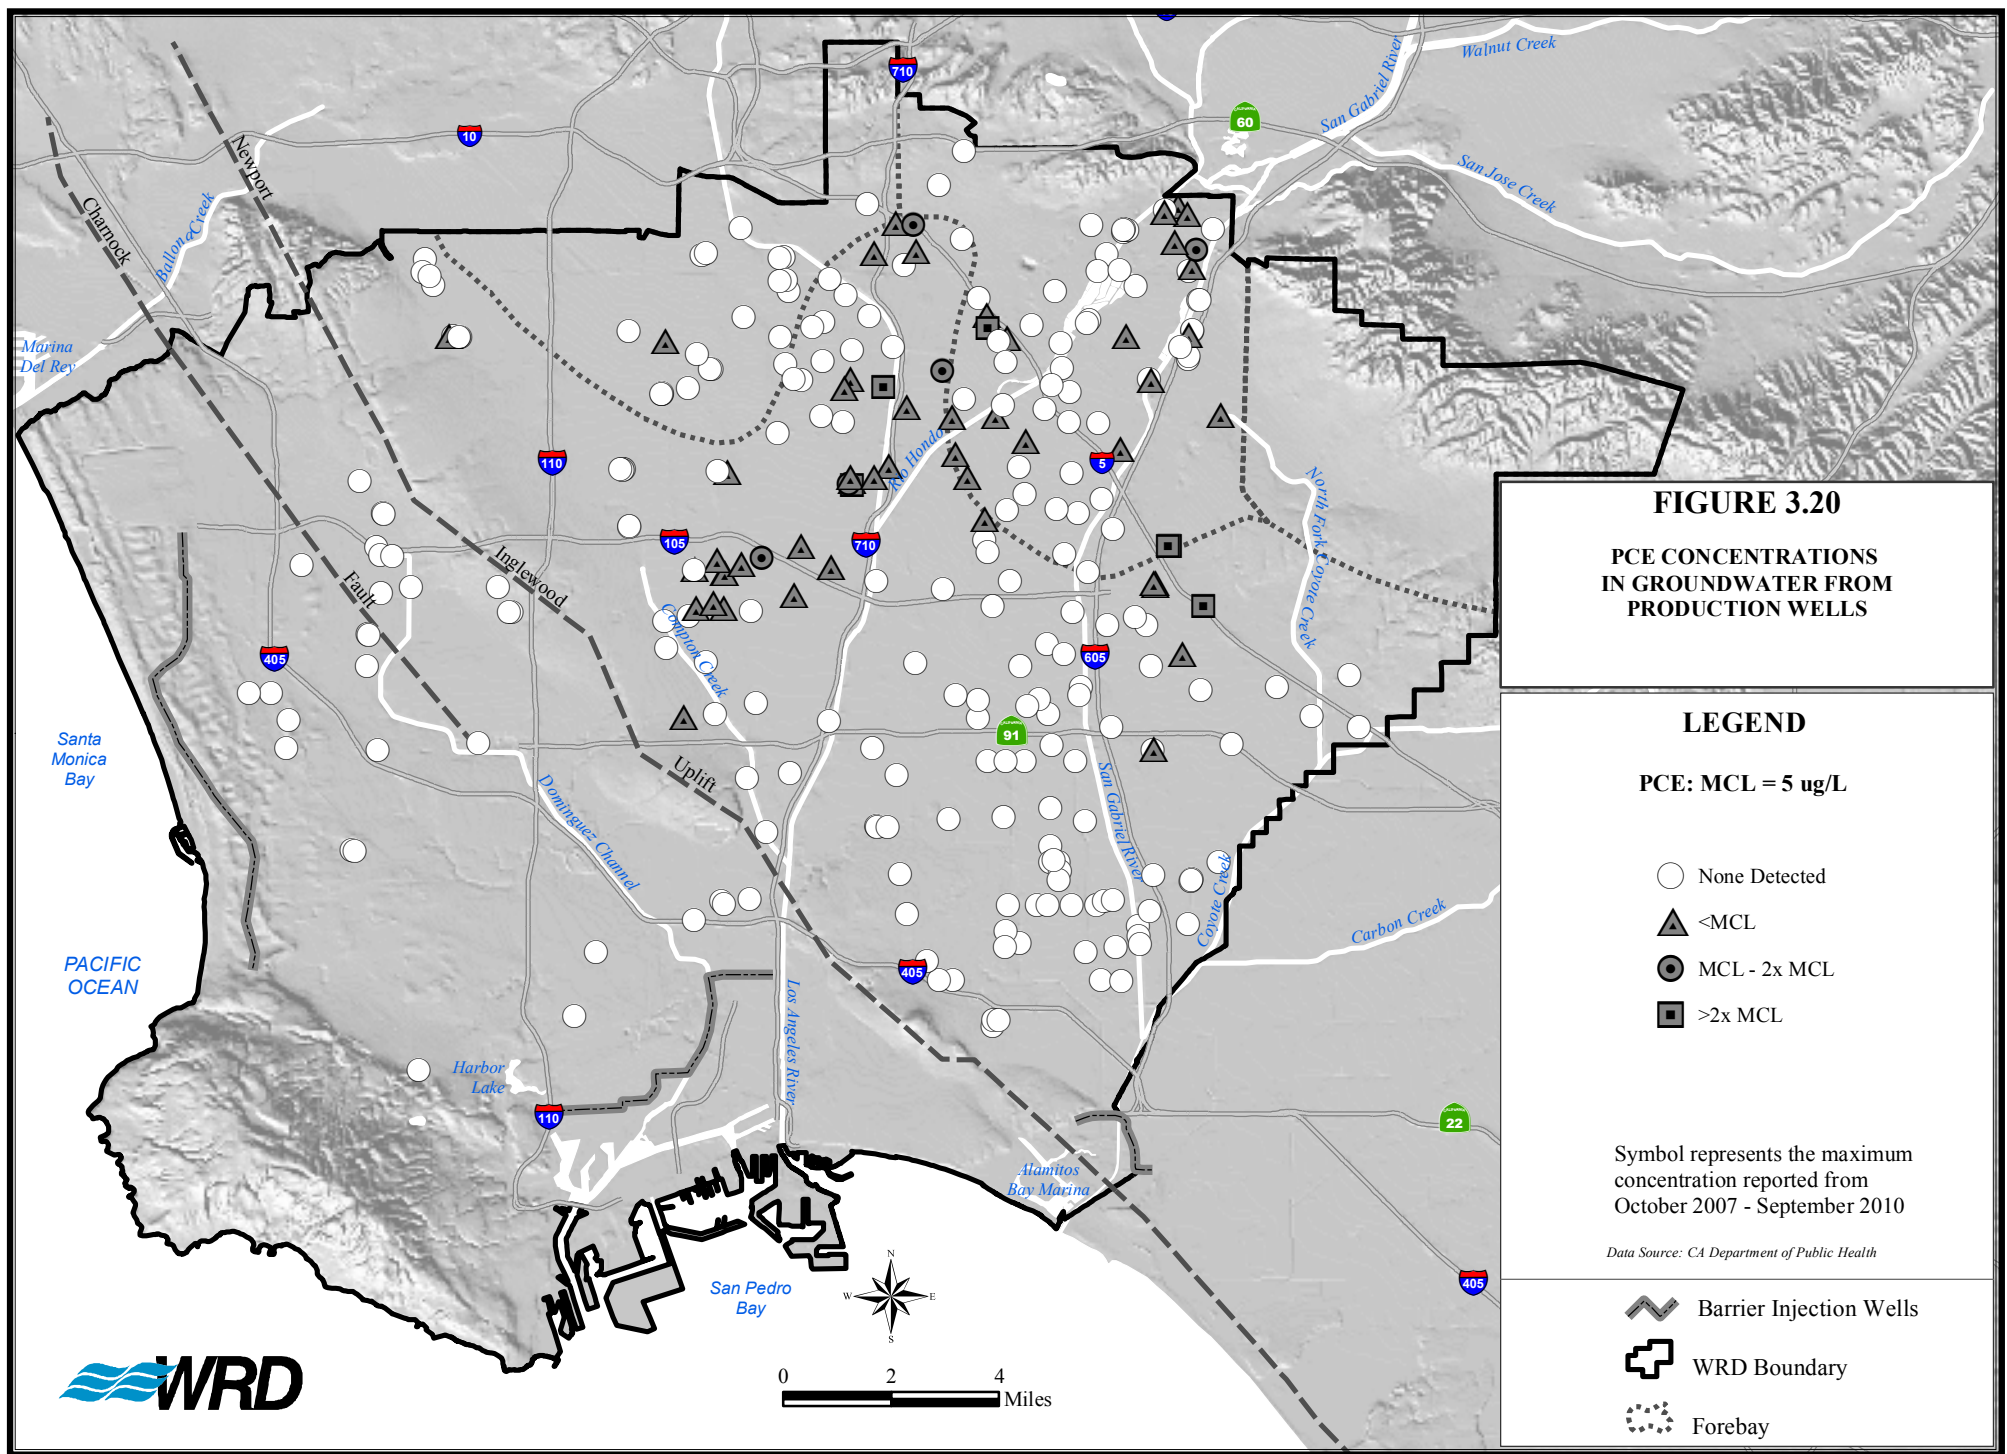 FIGURE 3.20
PCE CONCENTRATIONS
IN GROUNDWATER FROM
PRODUCTION WELLS
LEGEND
PCE: MCL = 5 ug/L
None Detected
<MCL
MCL - 2x MCL
>2x MCL
Symbol represents the maximum
concentration reported from
October 2007 - September 2010
Data Source: CA Department of Public Health
Barrier Injection Wells
WRD Boundary
Forebay
710
10
CALIFORNIA
60
Walnut Creek
San Gabriel River
San Jose Creek
Newport
Charnock
Ballona Creek
Marina
Del Rey
110
Rio Hondo
5
North Fork Coyote Creek
105
710
Inglewood
Fault
Compton Creek
405
605
Santa
Monica
Bay
CALIFORNIA
91
Uplift
San Gabriel River
Dominguez Channel
Coyote Creek
Carbon Creek
PACIFIC
OCEAN
405
Los Angeles River
Harbor
Lake
110
CALIFORNIA
22
Alamitos
Bay Marina
405
San Pedro
Bay
N
W
E
S
0 2 4
Miles
WRD